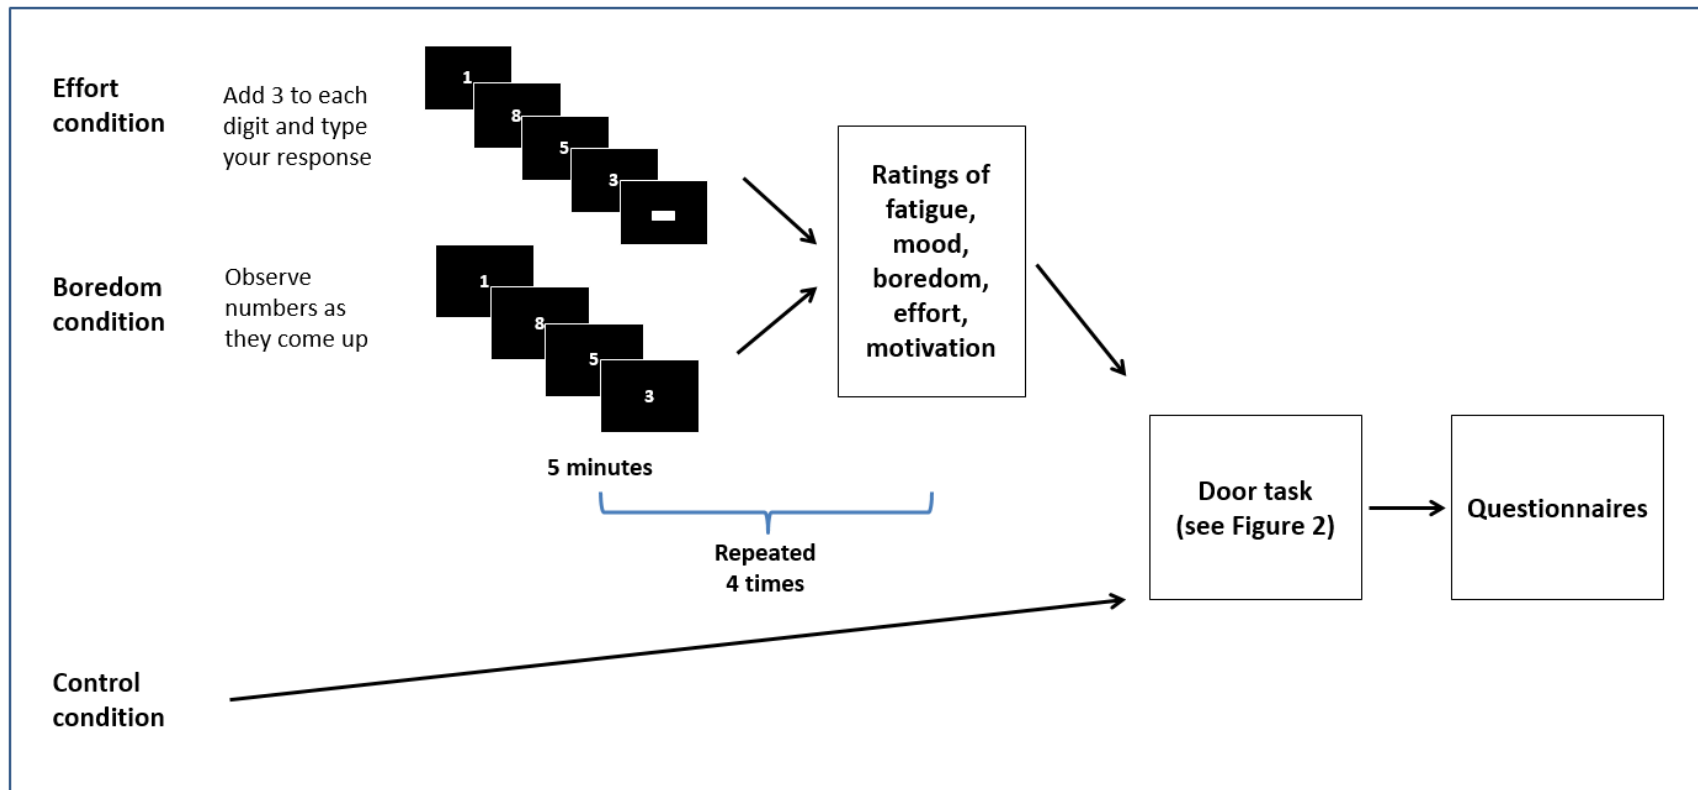 Effort
condition
Add 3 to each
digit and type
your response
1
8
5
3
Boredom
condition
Observe
numbers as
they come up
1
8
5
3
5 minutes
Repeated
4 times
Ratings of
fatigue,
mood,
boredom,
effort,
motivation
Control
condition
Door task
(see Figure 2)
Questionnaires